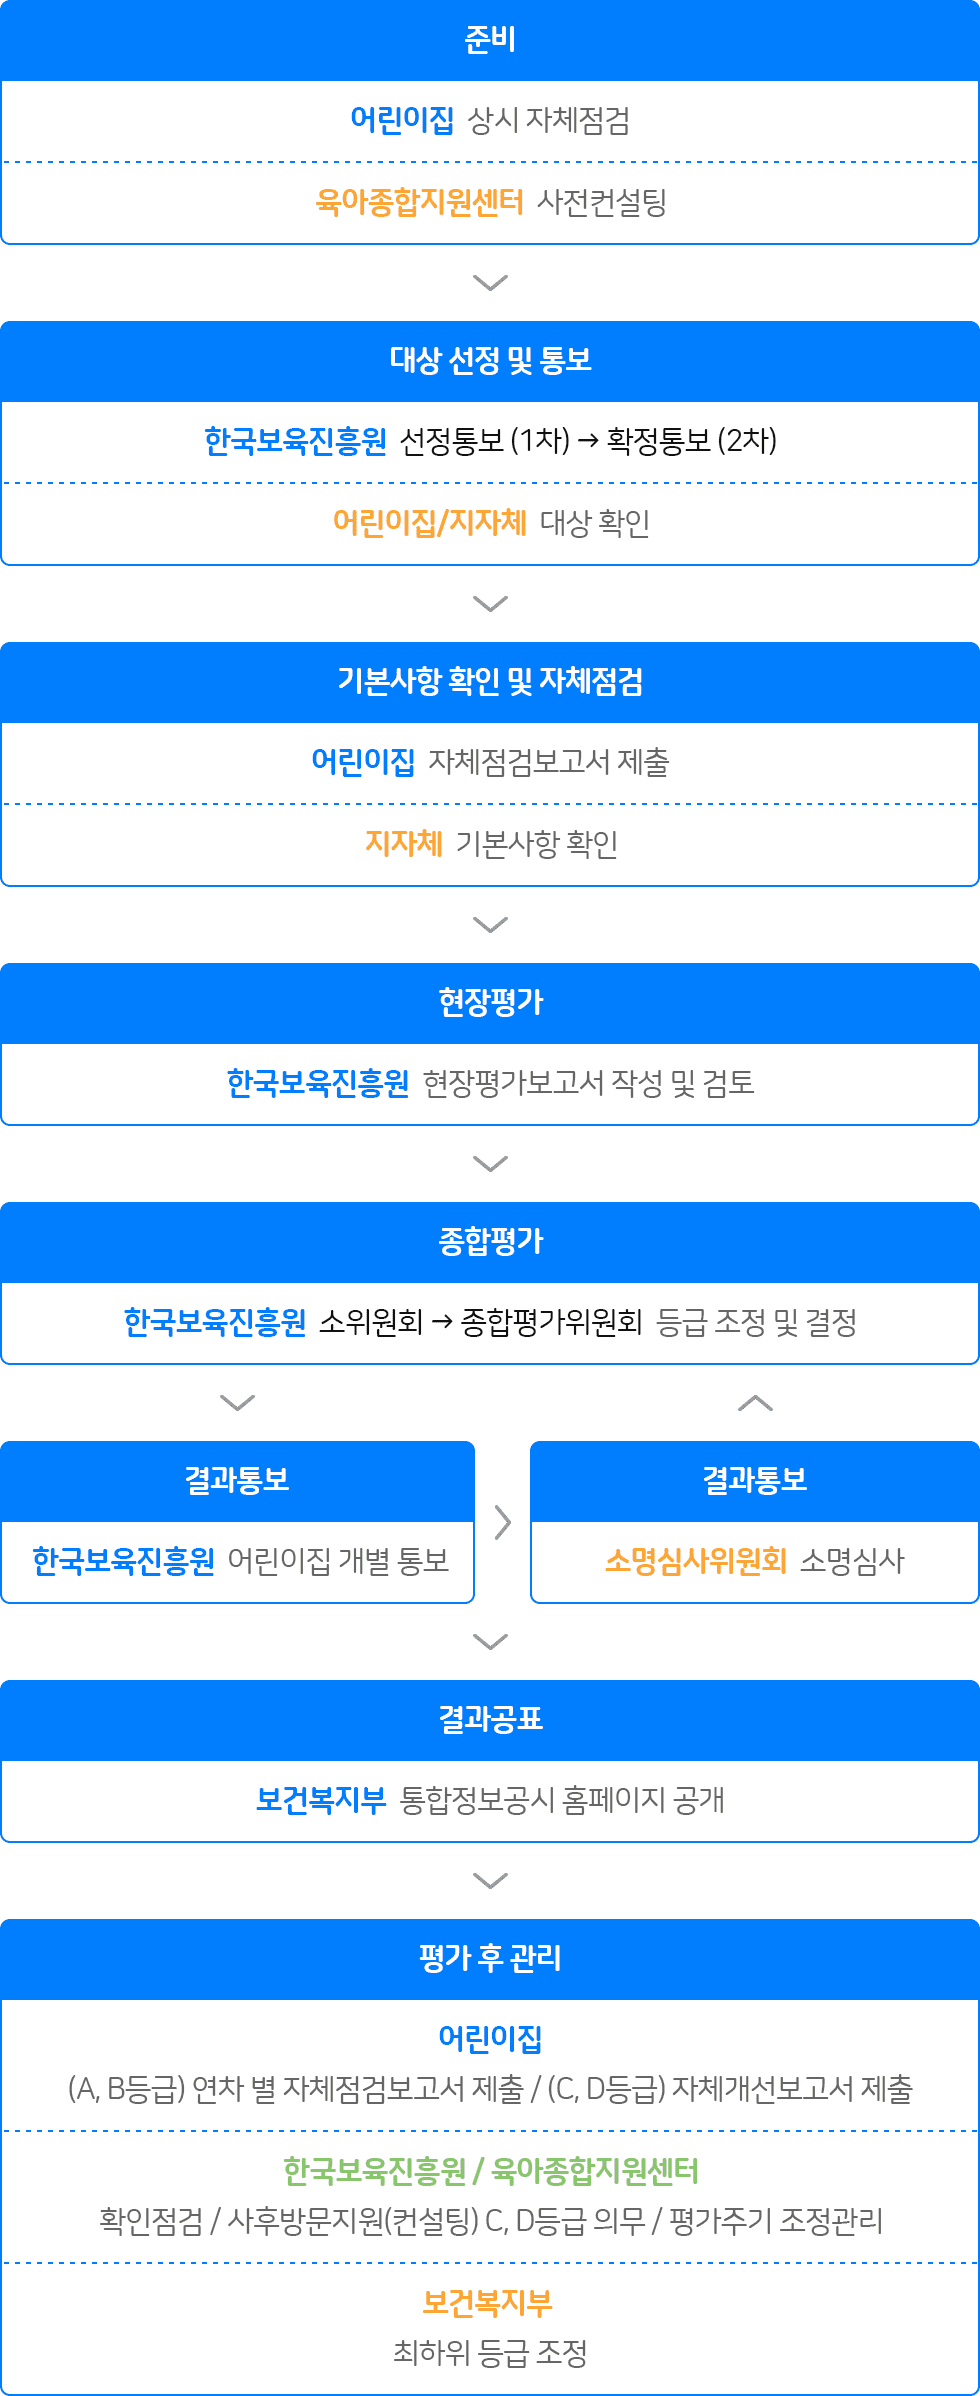 준비
어린이집 상시 자체점검
육아종합지원센터 사전컨설팅
대상 선정 및 통보
한국보육진흥원 선정통보 (1차) → 확정통보 (2차)
어린이집/지자체 대상 확인
기본사항 확인 및 자체점검
어린이집 자체점검보고서 제출
지자체 기본사항 확인
현장평가
한국보육진흥원 현장평가보고서 작성 및 검토
종합평가
한국보육진흥원 소위원회 → 종합평가위원회 등급 조정 및 결정
결과통보
한국보육진흥원 어린이집 개별 통보
결과통보
소명심사위원회 소명심사
결과공표
보건복지부 통합정보공시 홈페이지 공개
평가 후 관리
어린이집
(A, B등급) 연차 별 자체점검보고서 제출 / (C, D등급) 자체개선보고서 제출
한국보육진흥원 / 육아종합지원센터
확인점검 / 사후방문지원(컨설팅) C, D등급 의무 / 평가주기 조정관리
보건복지부
최하위 등급 조정